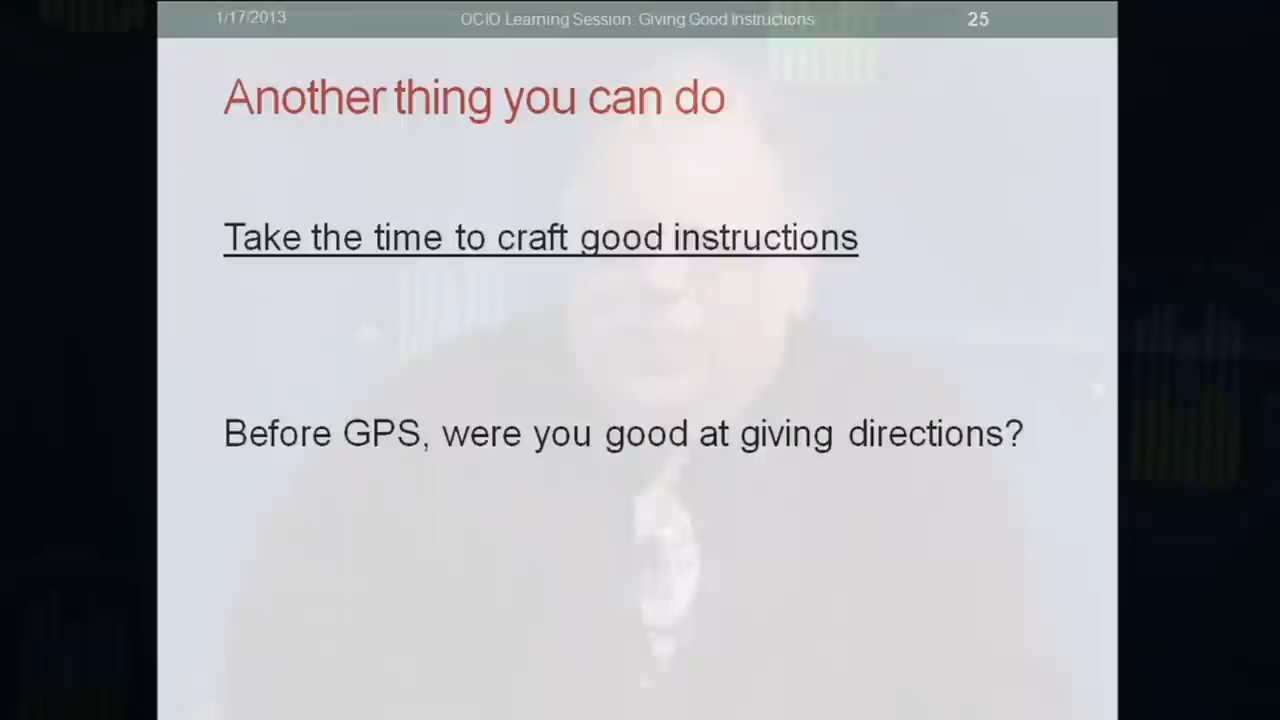 1/17/2013 OCIO Learning Session: Giving Good Instructions 25
Another thing you can do
Take the time to craft good instructions
Before GPS, were you good at giving directions?